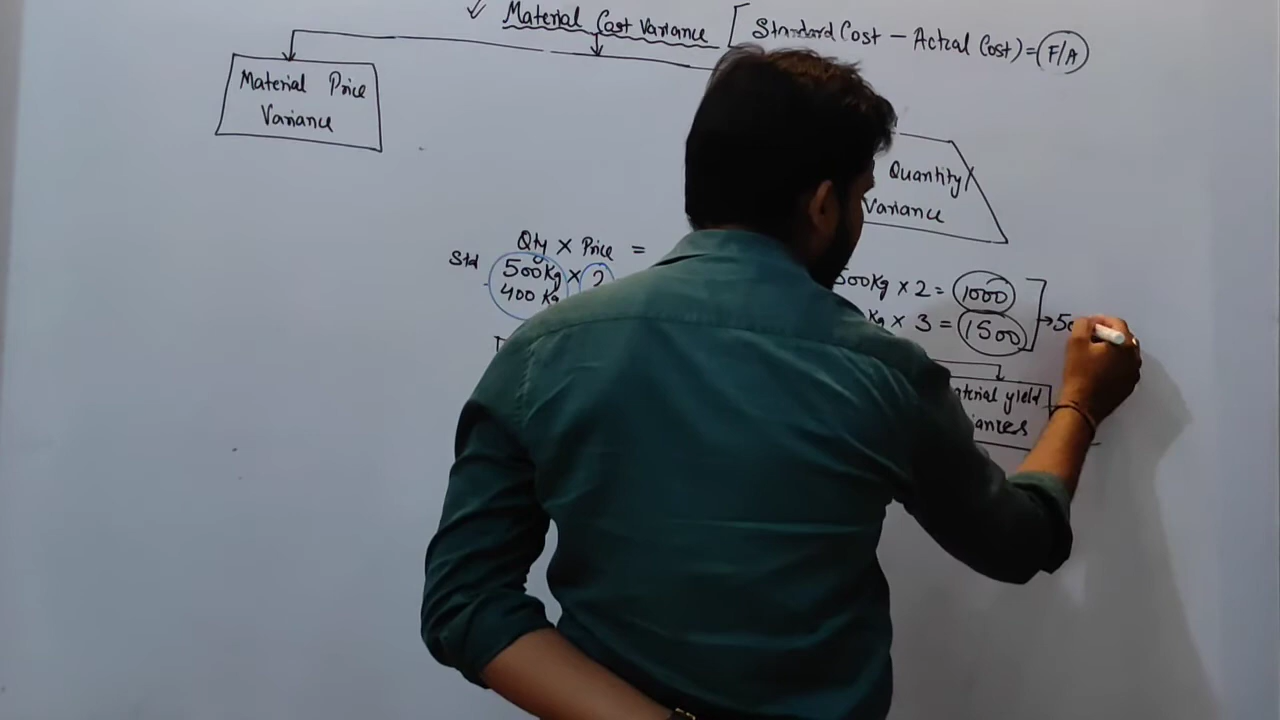 ✓ Material Cost Variance [Standard Cost - Actual Cost) = F/A
Material Price
Variance
Quantity
Variance
Qty × Price =
Std 500Kg × 2
400 Kg
500Kg × 2 = 1000
Kg × 3 = 1500
yield